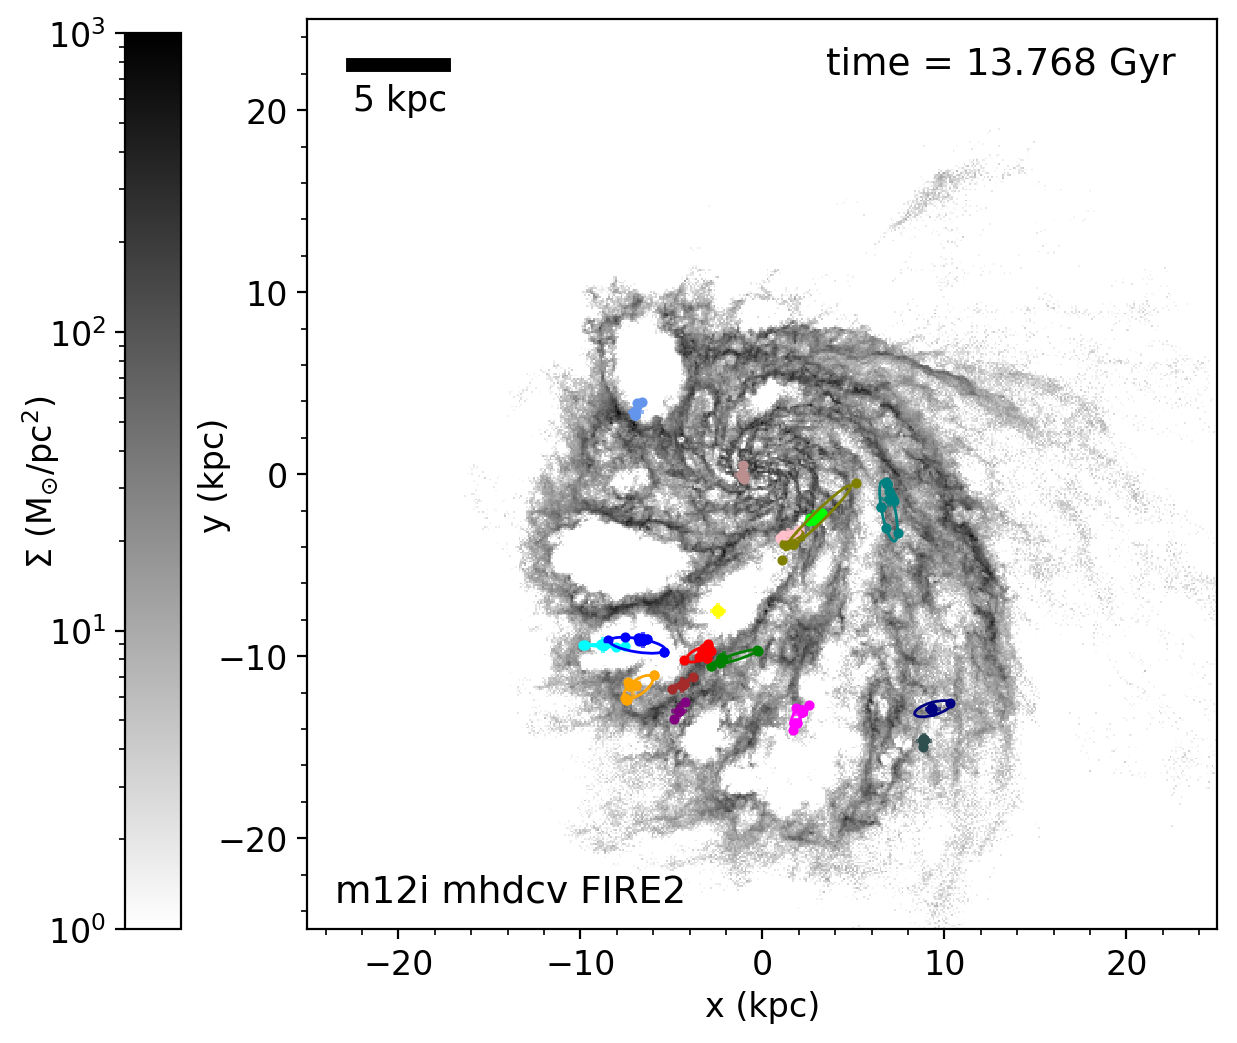 10³
10²
10¹
10⁰
Σ (M⊙/pc²)
20
10
0
−10
−20
y (kpc)
5 kpc
time = 13.768 Gyr
m12i mhdcv FIRE2
−20
−10
0
10
20
x (kpc)